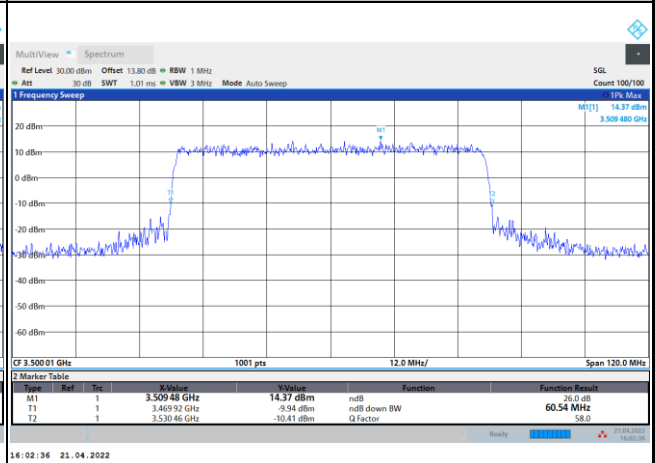 MultiView Spectrum
Ref Level 30.00 dBm Offset 13.80 dB RBW 1 MHz SGL
Att 30 dB SWT 1.01 ms VBW 3 MHz Mode Auto Sweep Count 100/100
1 Frequency Sweep 1Pk Max
M1[1] 14.37 dBm
3.509 480 GHz
20 dBm
M1
10 dBm
0 dBm
T1
T2
-10 dBm
-20 dBm
-30 dBm
-40 dBm
-50 dBm
-60 dBm
CF 3.500 01 GHz 1001 pts 12.0 MHz/ Span 120.0 MHz
2 Marker Table
Type Ref Trc X-Value Y-Value Function Function Result
M1 1 3.509 48 GHz 14.37 dBm ndB 26.0 dB
T1 1 3.469 92 GHz -9.94 dBm ndB down BW 60.54 MHz
T2 1 3.530 46 GHz -10.41 dBm Q Factor 58.0
Ready 21.04.2022
16:02:36
16:02:36 21.04.2022